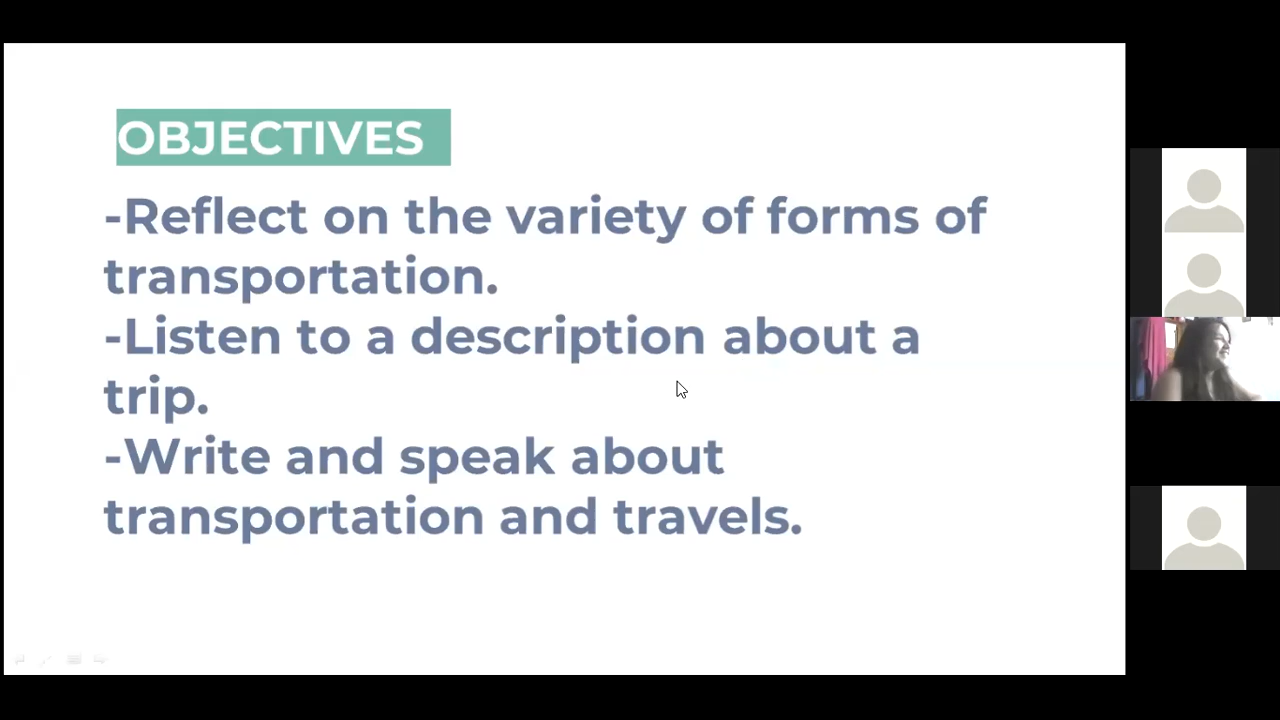 OBJECTIVES
-Reflect on the variety of forms of
transportation.
-Listen to a description about a
trip.
-Write and speak about
transportation and travels.